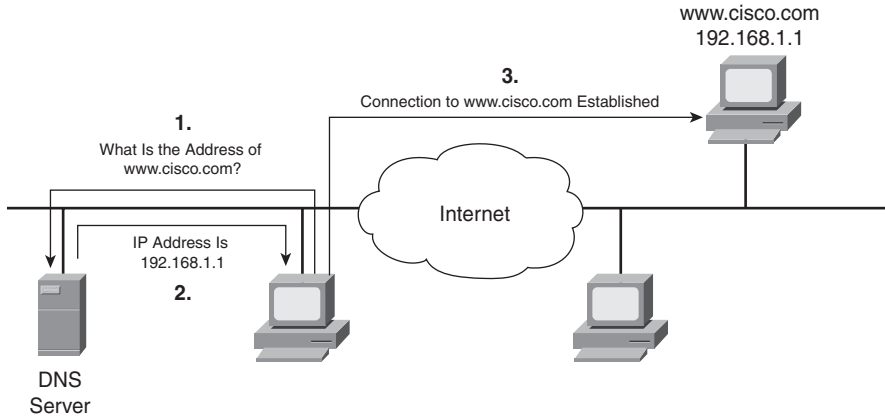 www.cisco.com
192.168.1.1
3.
Connection to www.cisco.com Established
1.
What Is the Address of
www.cisco.com?
Internet
IP Address Is
192.168.1.1
2.
DNS
Server